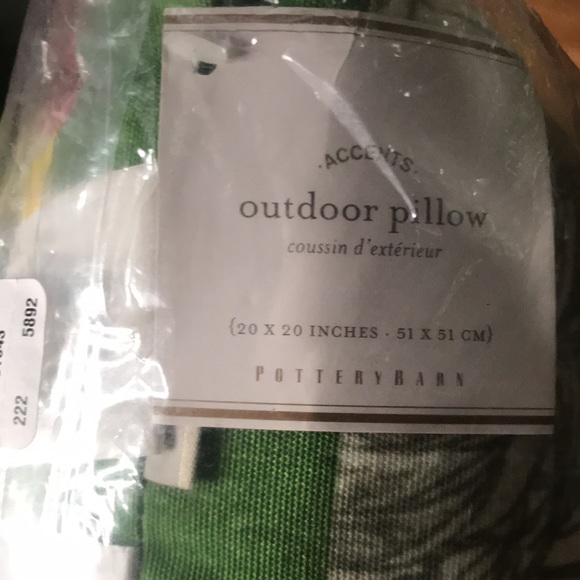 ·ACCENTS·
outdoor pillow
coussin d'extérieur
{20 X 20 INCHES · 51 X 51 CM}
POTTERYBARN
5892
222